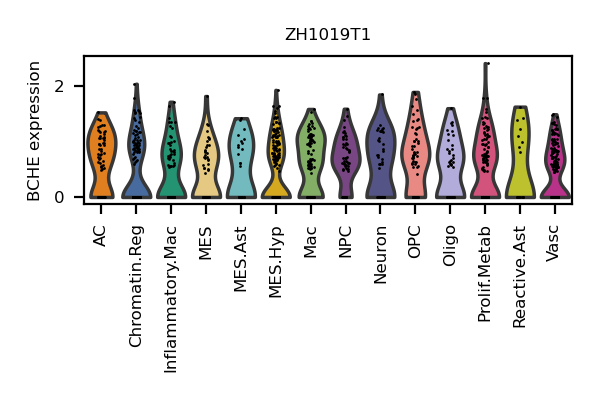 ZH1019T1
BCHE expression
2
0
AC
Chromatin.Reg
Inflammatory.Mac
MES
MES.Ast
MES.Hyp
Mac
NPC
Neuron
OPC
Oligo
Prolif.Metab
Reactive.Ast
Vasc